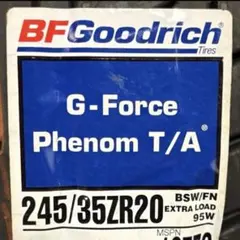 BFGoodrich
Tires
G-Force
Phenom T/A®
BSW/FN
245/35ZR20 EXTRA LOAD
95W
MSPN